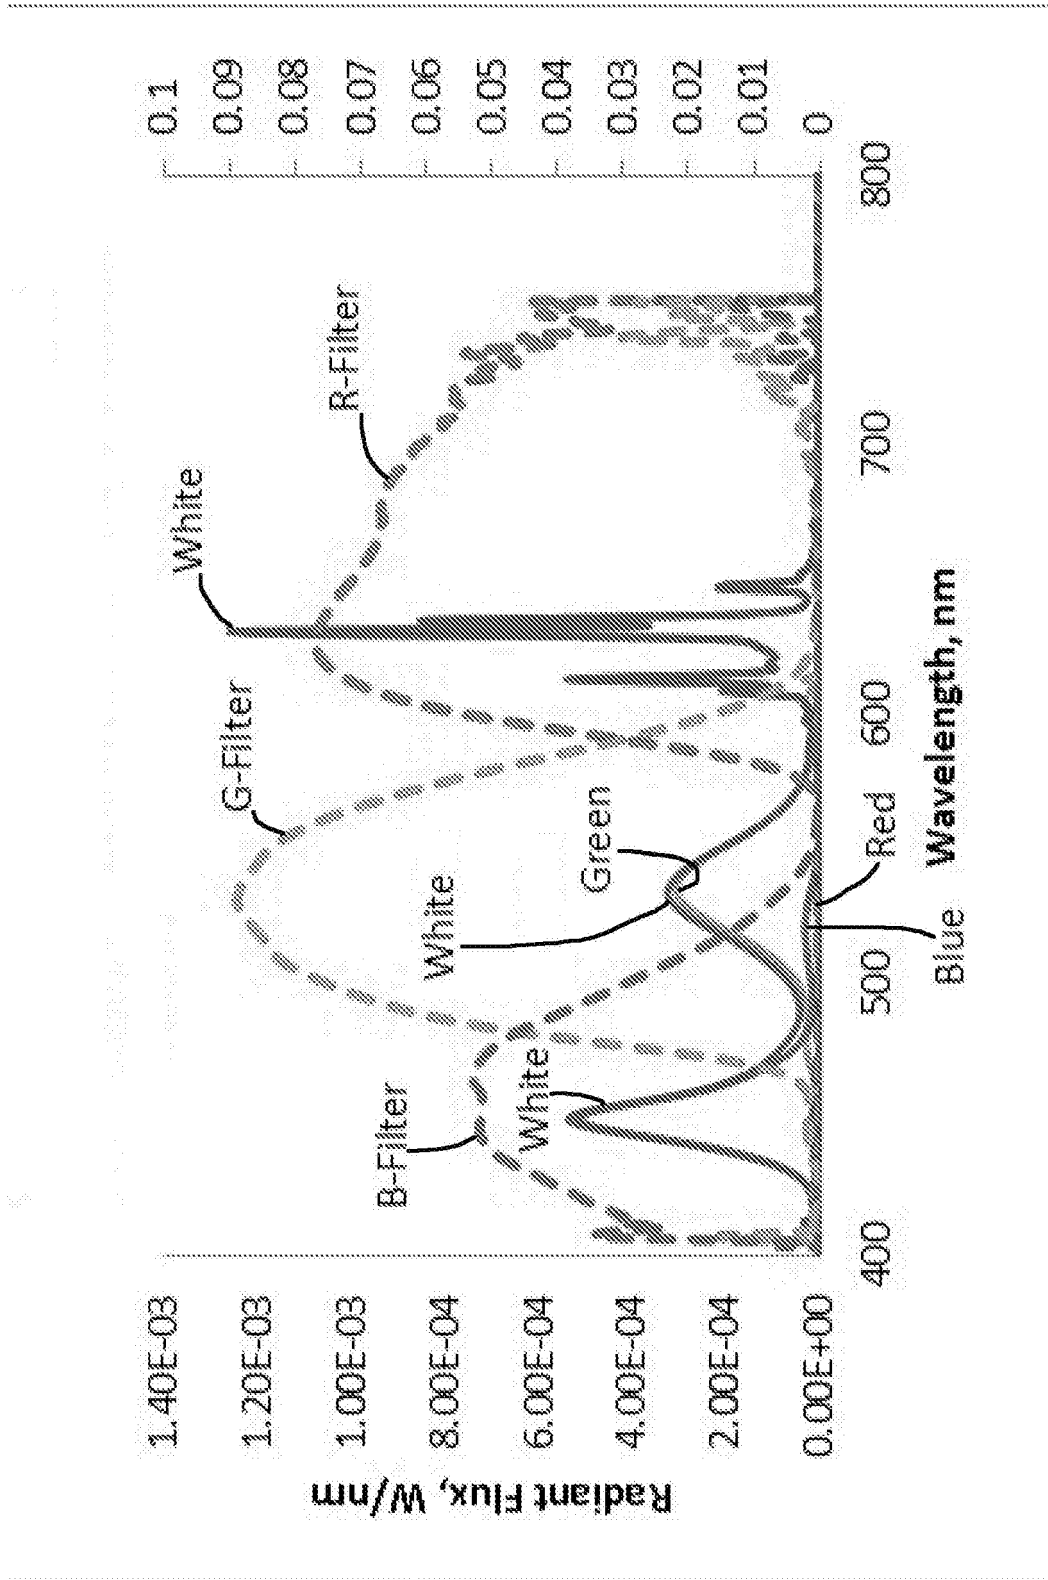 Radiant Flux, W/nm
1.40E-03
1.20E-03
1.00E-03
8.00E-04
6.00E-04
4.00E-04
2.00E-04
0.00E+00
B-Filter
White
White
Green
G-Filter
White
R-Filter
0.1
0.09
0.08
0.07
0.06
0.05
0.04
0.03
0.02
0.01
0
400
500
600
700
800
Blue
Red
Wavelength, nm